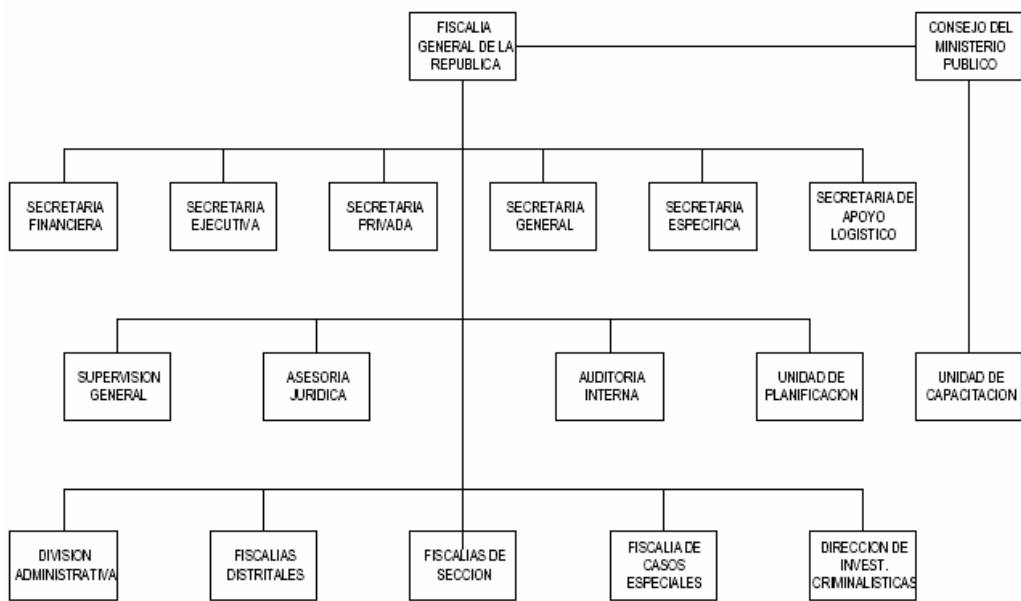 FISCALIA
GENERAL DE LA
REPUBLICA
CONSEJO DEL
MINISTERIO
PUBLICO
SECRETARIA
FINANCIERA
SECRETARIA
EJECUTIVA
SECRETARIA
PRIVADA
SECRETARIA
GENERAL
SECRETARIA
ESPECIFICA
SECRETARIA DE
APOYO
LOGISTICO
SUPERVISION
GENERAL
ASESORIA
JURIDICA
AUDITORIA
INTERNA
UNIDAD DE
PLANIFICACION
UNIDAD DE
CAPACITACION
DIVISION
ADMINISTRATIVA
FISCALIAS
DISTRITALES
FISCALIAS DE
SECCION
FISCALIA DE
CASOS
ESPECIALES
DIRECCION DE
INVEST.
CRIMINALISTICAS